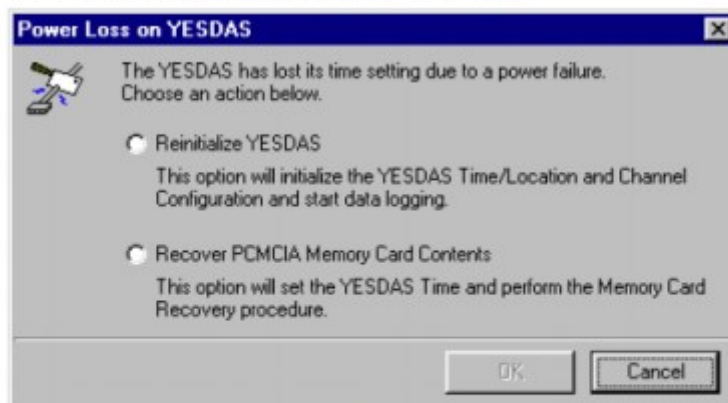 Power Loss on YESDAS
The YESDAS has lost its time setting due to a power failure.
Choose an action below.
Reinitialize YESDAS
This option will initialize the YESDAS Time/Location and Channel
Configuration and start data logging.
Recover PCMCIA Memory Card Contents
This option will set the YESDAS Time and perform the Memory Card
Recovery procedure.
OK Cancel